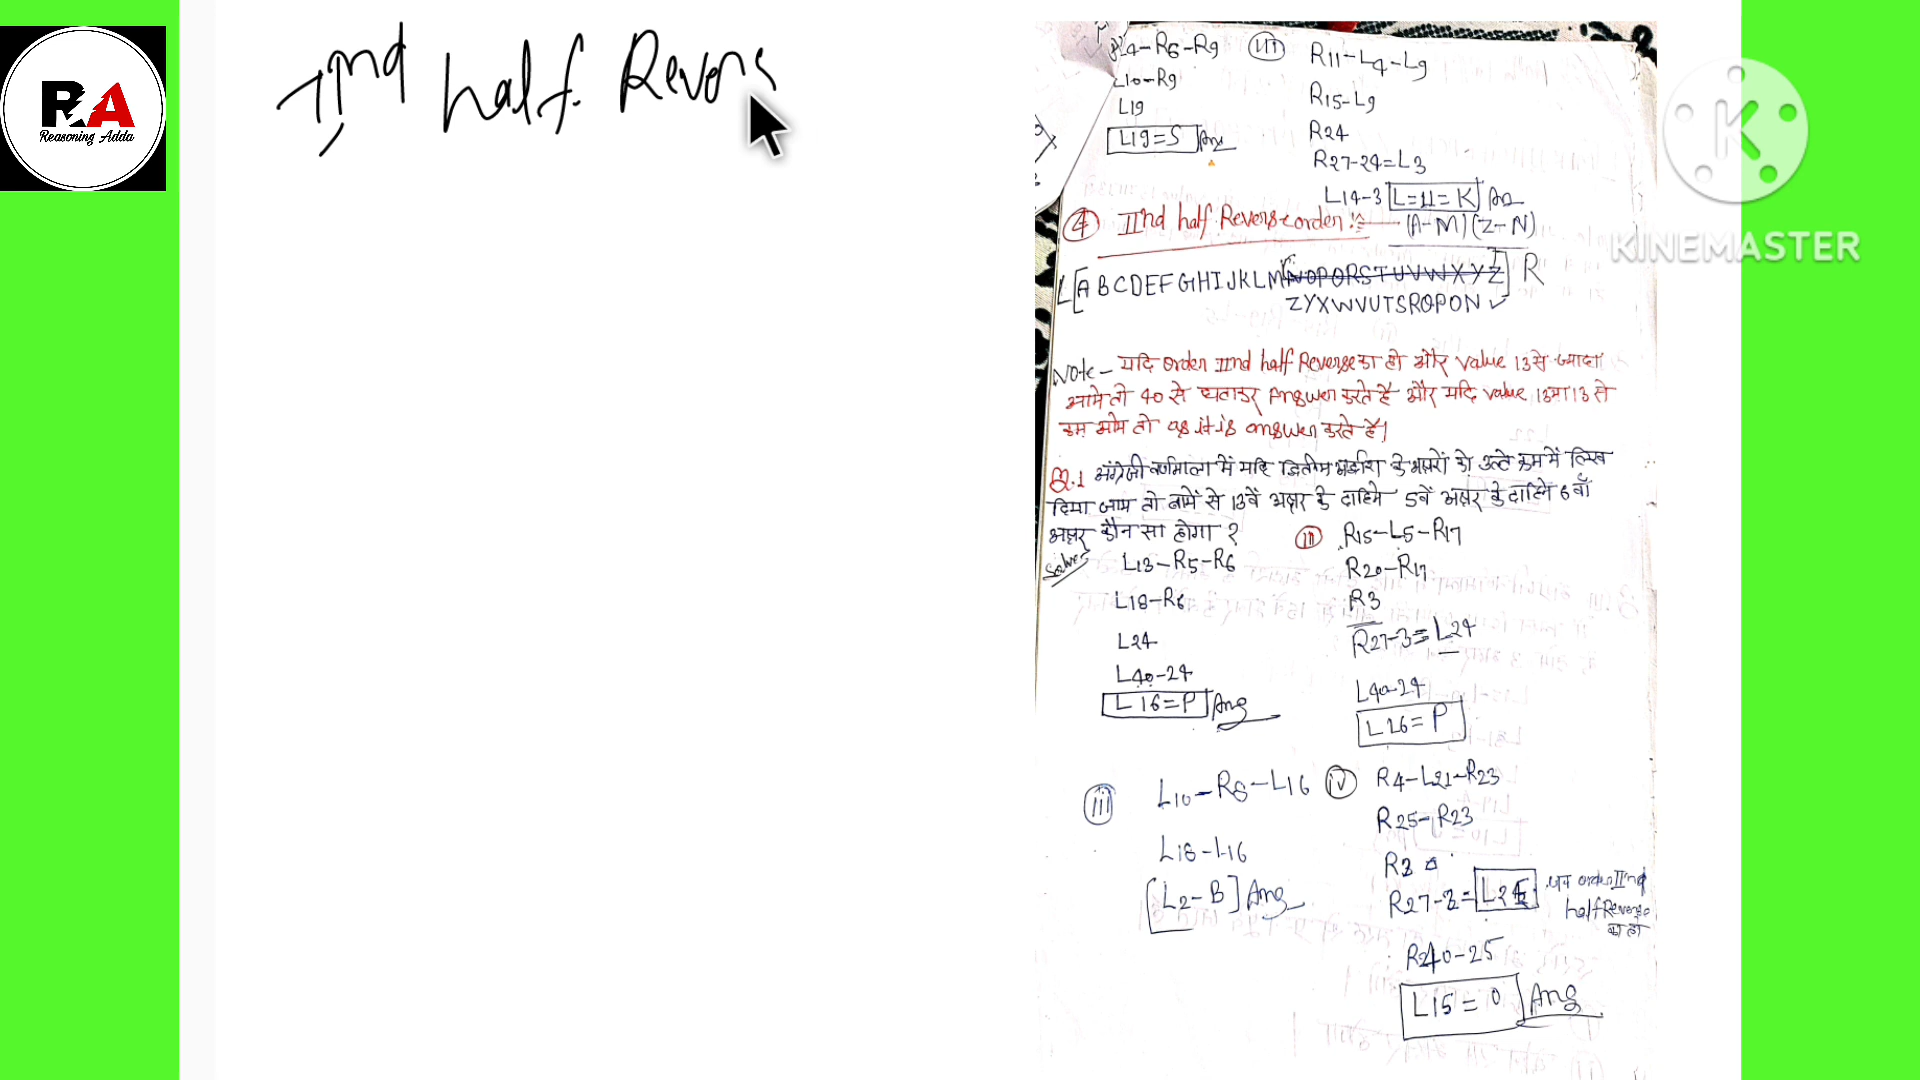 RA
Reasoning Adda
IInd half Revers
R4-R6-R9
L10-R9
L19
L19=S Ans
VII R11-L4-L9
R15-L9
R24
R27-24=L3
L14-3 L=11=K Ans
4 IInd half Reverse order:- (A-M)(Z-N)
L[ABCDEFGHIJKLM NOPQRSTUVWXYZ] R
ZYXWVUTSRQPON ✓
Note - यदि order IInd half Reverse का हो और value 13 से ज्यादा
आये तो 40 से घटाकर Answer करते है और यदि value 13 या 13 से
कम आये तो as it is answer करते है।
Q.1 अंग्रेजी वर्णमाला में यदि द्वितीय अर्द्धांश के अक्षरों को उल्टे क्रम में लिख
दिया जाय तो बायें से 13वें अक्षर के दाहिने 5वें अक्षर के दाहिने 6 वाँ
अक्षर कौन सा होगा ?
Solve
L13-R5-R6
L18-R6
L24
L40-24
L16=P Ans
II R15-L5-R17
R20-R17
R3
R27-3=L24
L40-24
L16=P
III L10-R8-L16
L18-L16
[L2-B] Ans
IV R4-L21-R23
R25-R23
R2
R27-2=L25
जब order IInd
half Reverse
का हो
R40-25
L15=O Ans
K
KINEMASTER